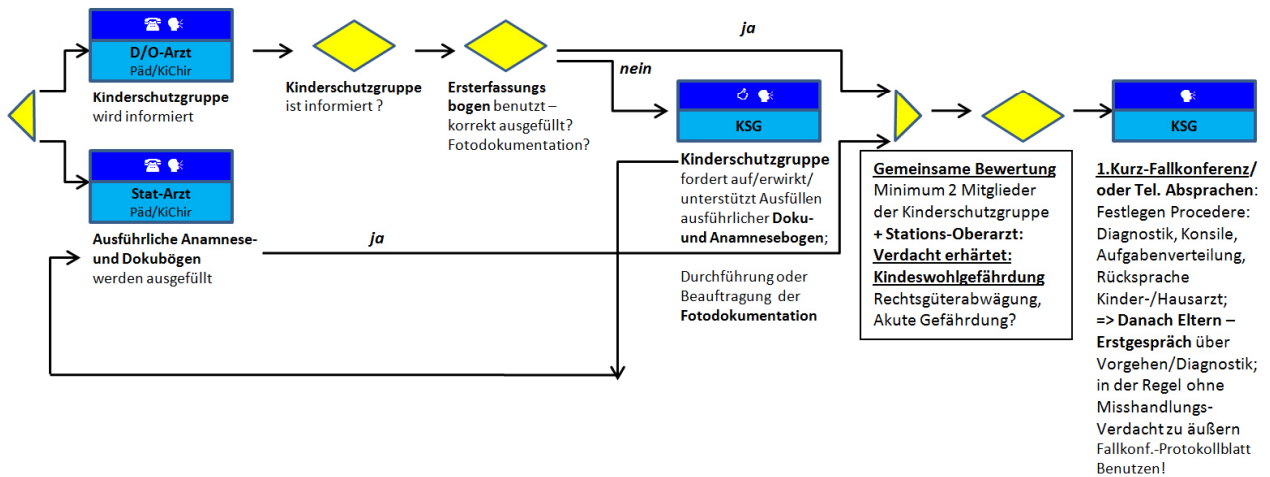 D/O-Arzt
Päd/KiChir
Kinderschutzgruppe
wird informiert
Kinderschutzgruppe
ist informiert ?
Ersterfassungs
bogen benutzt –
korrekt ausgefüllt?
Fotodokumentation?
ja
nein
Stat-Arzt
Päd/KiChir
Ausführliche Anamnese-
und Dokubögen
werden ausgefüllt
ja
KSG
Kinderschutzgruppe
fordert auf/erwirkt/
unterstützt Ausfüllen
ausführlicher Doku-
und Anamnesebogen;
Durchführung oder
Beauftragung der
Fotodokumentation
Gemeinsame Bewertung
Minimum 2 Mitglieder
der Kinderschutzgruppe
+ Stations-Oberarzt:
Verdacht erhärtet:
Kindeswohlgefährdung
Rechtsgüterabwägung,
Akute Gefährdung?
KSG
1.Kurz-Fallkonferenz/
oder Tel. Absprachen:
Festlegen Procedere:
Diagnostik, Konsile,
Aufgabenverteilung,
Rücksprache
Kinder-/Hausarzt;
=> Danach Eltern –
Erstgespräch über
Vorgehen/Diagnostik;
in der Regel ohne
Misshandlungs-
Verdacht zu äußern
Fallkonf.-Protokollblatt
Benutzen!